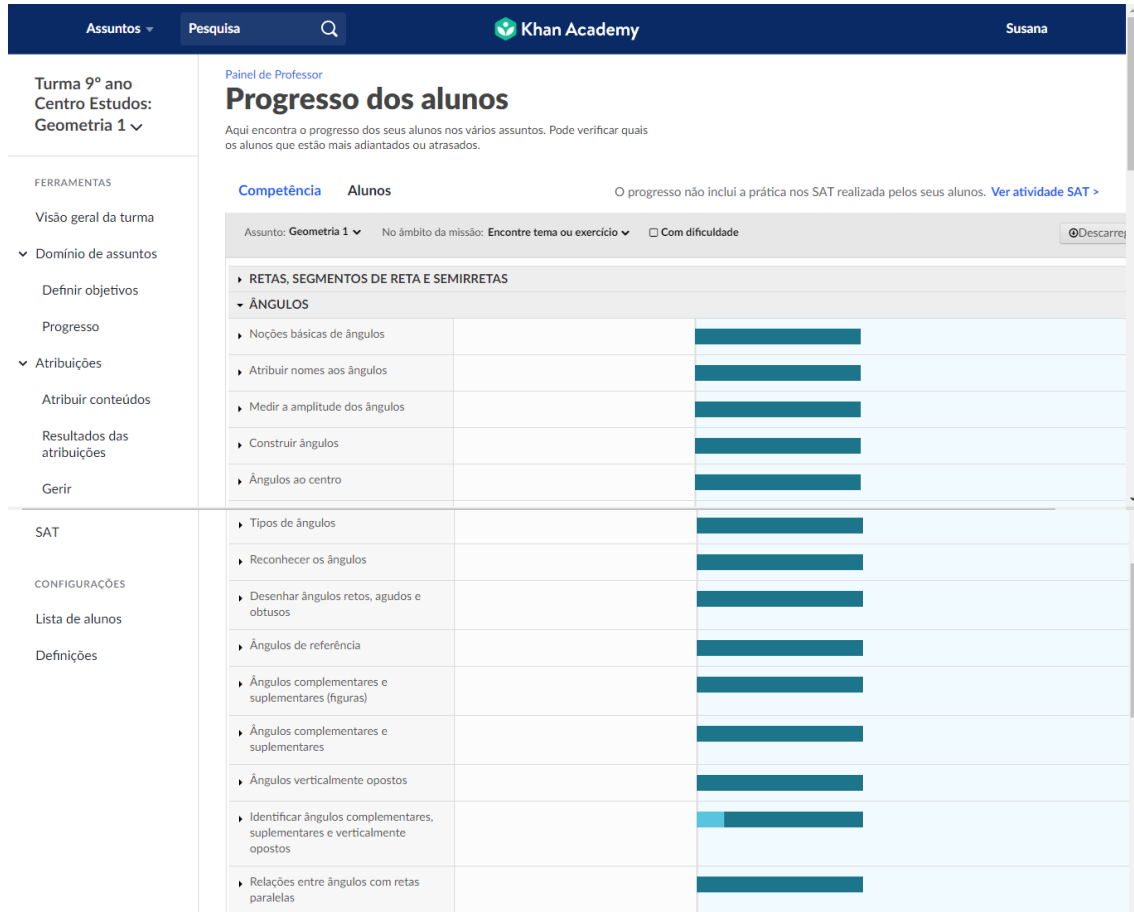 Assuntos
Pesquisa
Khan Academy
Susana
Turma 9º ano
Centro Estudos:
Geometria 1
FERRAMENTAS
Visão geral da turma
Domínio de assuntos
Definir objetivos
Progresso
Atribuições
Atribuir conteúdos
Resultados das
atribuições
Gerir
SAT
CONFIGURAÇÕES
Lista de alunos
Definições
Painel de Professor
Progresso dos alunos
Aqui encontra o progresso dos seus alunos nos vários assuntos. Pode verificar quais
os alunos que estão mais adiantados ou atrasados.
Competência Alunos
O progresso não inclui a prática nos SAT realizada pelos seus alunos. Ver atividade SAT >
Assunto: Geometria 1 No âmbito da missão: Encontre tema ou exercício Com dificuldade
Descarreg
RETAS, SEGMENTOS DE RETA E SEMIRRETAS
ÂNGULOS
Noções básicas de ângulos
Atribuir nomes aos ângulos
Medir a amplitude dos ângulos
Construir ângulos
Ângulos ao centro
Tipos de ângulos
Reconhecer os ângulos
Desenhar ângulos retos, agudos e
obtusos
Ângulos de referência
Ângulos complementares e
suplementares (figuras)
Ângulos complementares e
suplementares
Ângulos verticalmente opostos
Identificar ângulos complementares,
suplementares e verticalmente
opostos
Relações entre ângulos com retas
paralelas